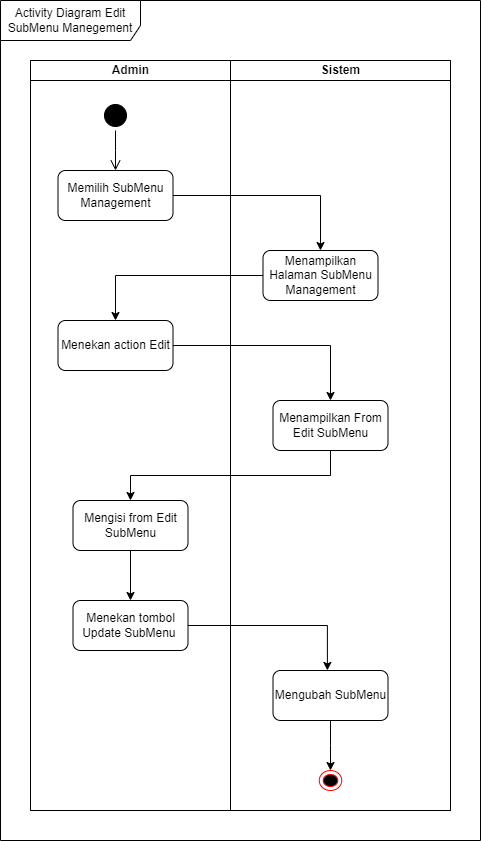 Activity Diagram Edit
SubMenu Manegement
Admin
Sistem
Memilih SubMenu
Management
Menampilkan
Halaman SubMenu
Management
Menekan action Edit
Menampilkan From
Edit SubMenu
Mengisi from Edit
SubMenu
Menekan tombol
Update SubMenu
Mengubah SubMenu